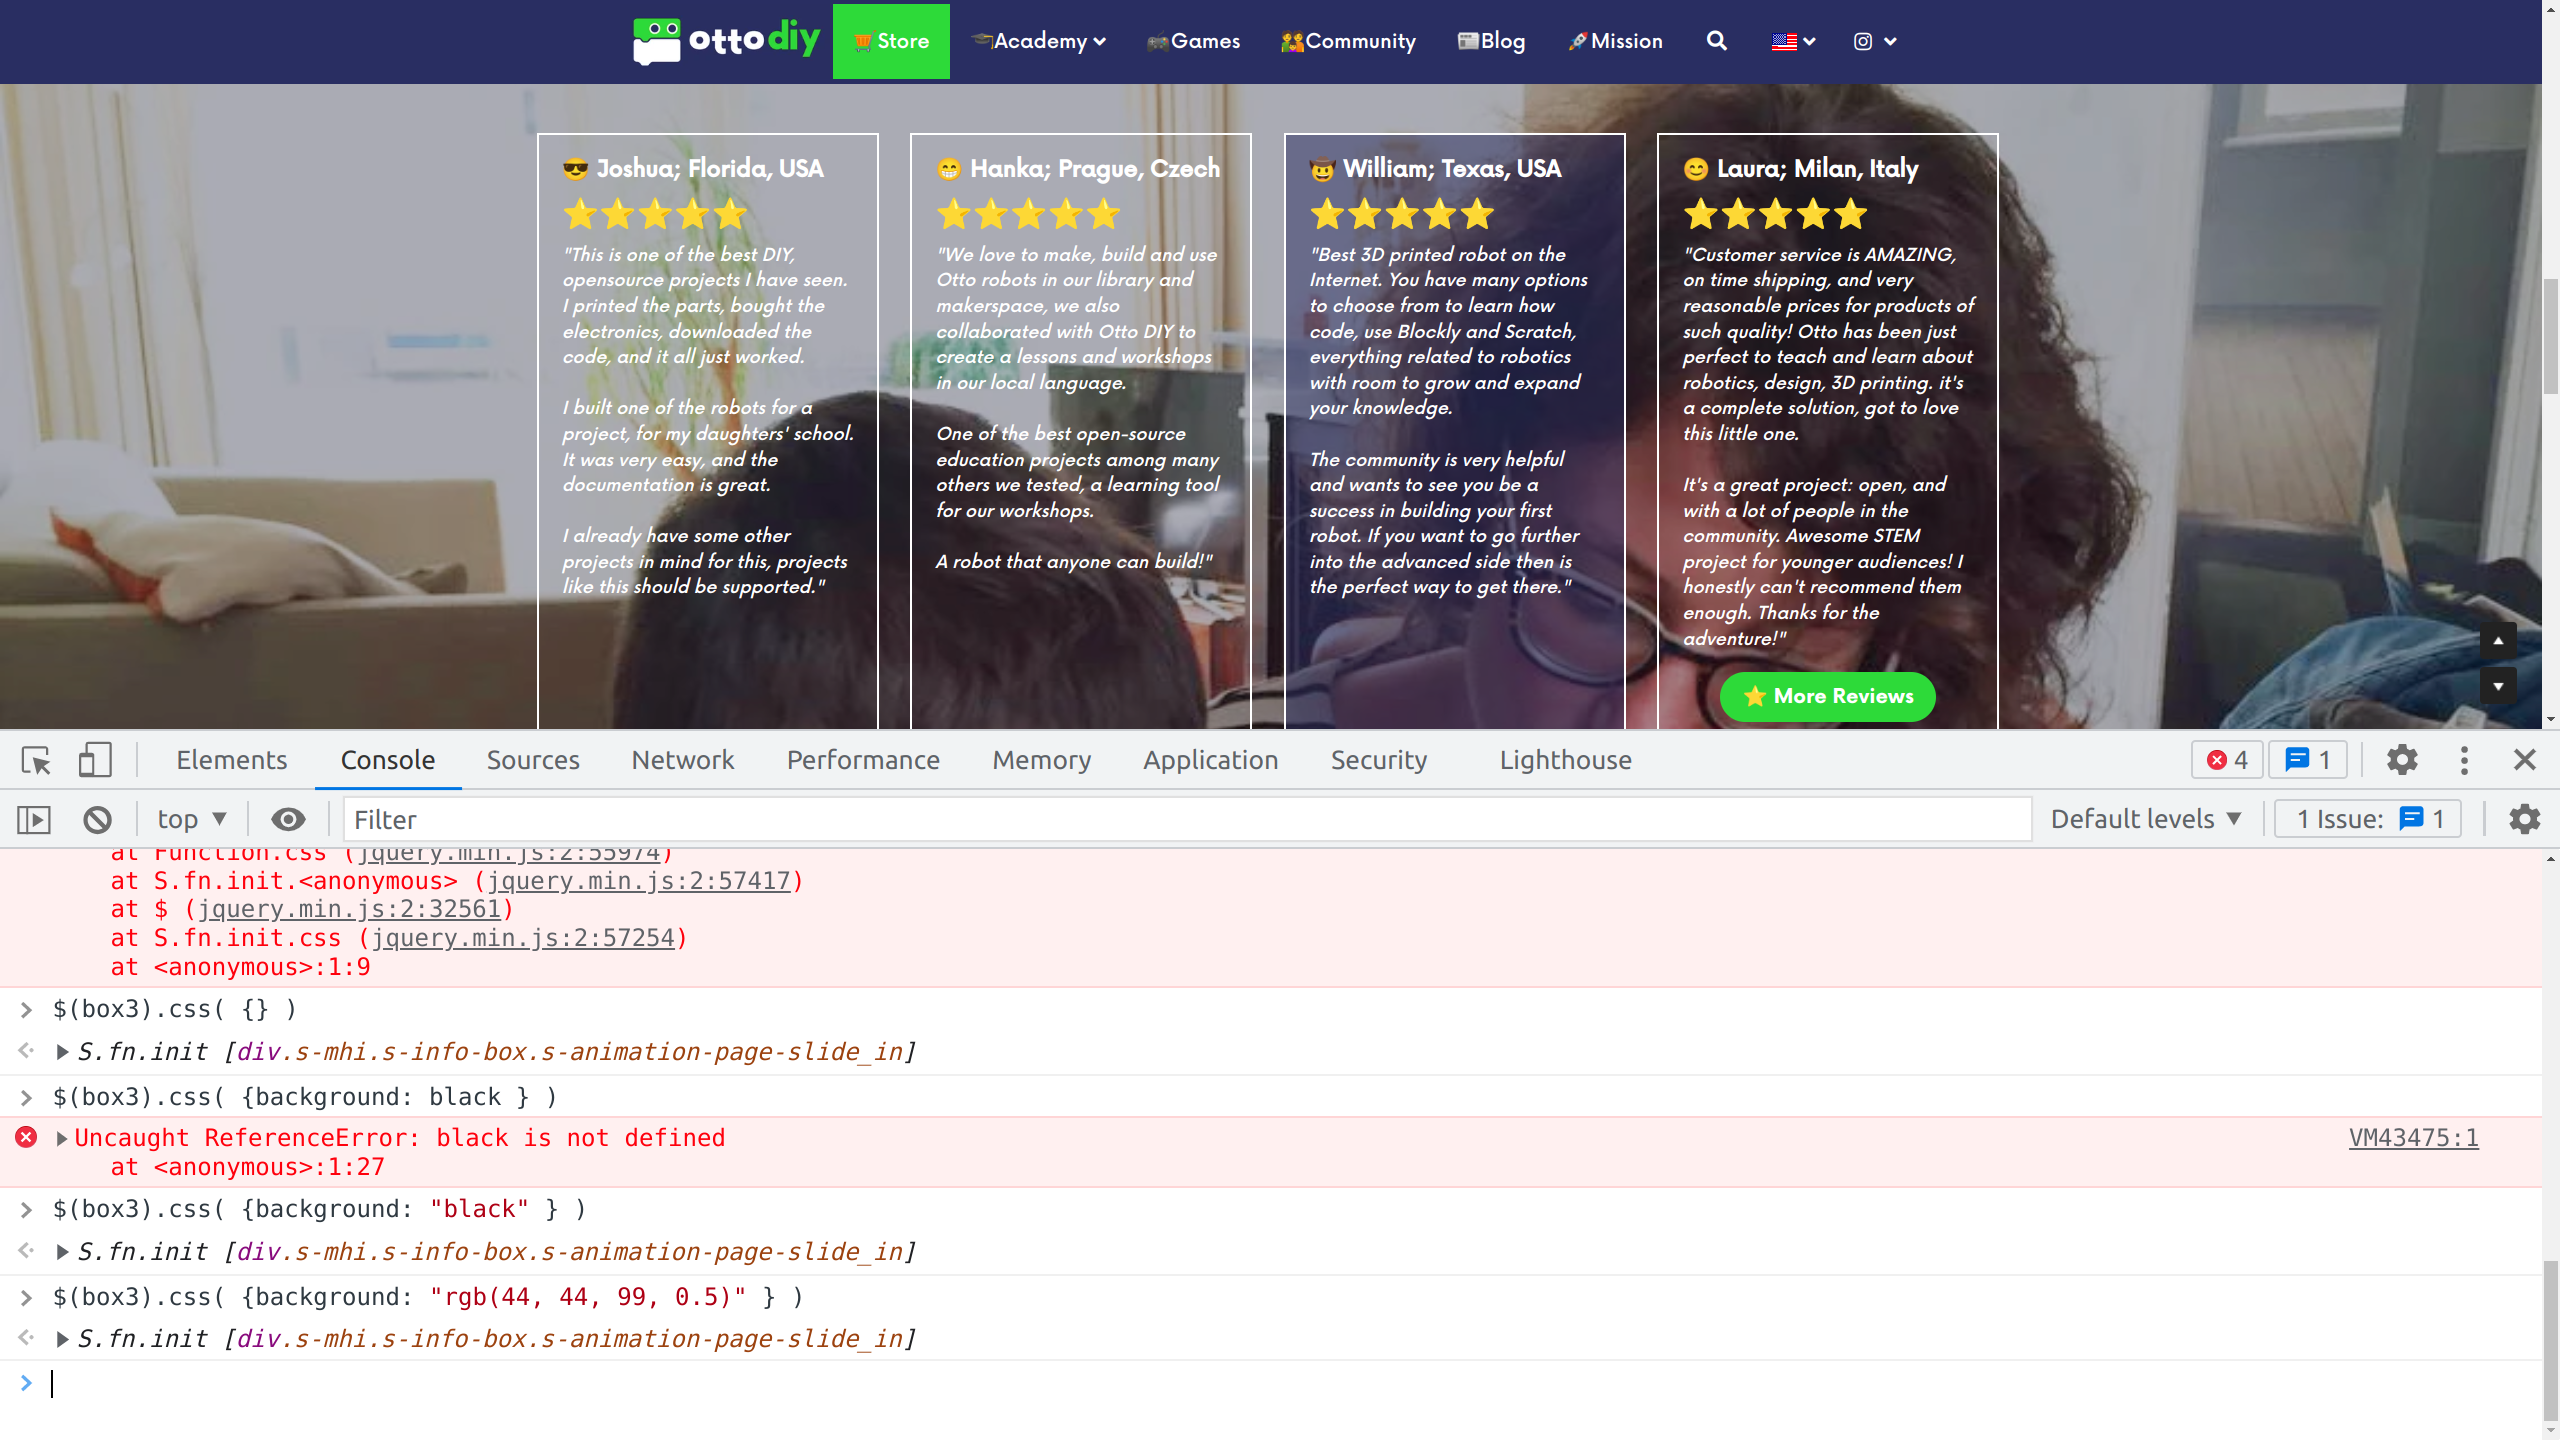 otto diy
🛒Store
🎓Academy
🎮Games
Community
📰Blog
🚀Mission
😎 Joshua; Florida, USA
⭐⭐⭐⭐⭐
"This is one of the best DIY,
opensource projects I have seen.
I printed the parts, bought the
electronics, downloaded the
code, and it all just worked.
I built one of the robots for a
project, for my daughters' school.
It was very easy, and the
documentation is great.
I already have some other
projects in mind for this, projects
like this should be supported."
😁 Hanka; Prague, Czech
⭐⭐⭐⭐⭐
"We love to make, build and use
Otto robots in our library and
makerspace, we also
collaborated with Otto DIY to
create a lessons and workshops
in our local language.
One of the best open-source
education projects among many
others we tested, a learning tool
for our workshops.
A robot that anyone can build!"
🤠 William; Texas, USA
⭐⭐⭐⭐⭐
"Best 3D printed robot on the
Internet. You have many options
to choose from to learn how
code, use Blockly and Scratch,
everything related to robotics
with room to grow and expand
your knowledge.
The community is very helpful
and wants to see you be a
success in building your first
robot. If you want to go further
into the advanced side then is
the perfect way to get there."
😊 Laura; Milan, Italy
⭐⭐⭐⭐⭐
"Customer service is AMAZING,
on time shipping, and very
reasonable prices for products of
such quality! Otto has been just
perfect to teach and learn about
robotics, design, 3D printing. it's
a complete solution, got to love
this little one.
It's a great project: open, and
with a lot of people in the
community. Awesome STEM
project for younger audiences! I
honestly can't recommend them
enough. Thanks for the
adventure!"
⭐ More Reviews
Elements Console Sources Network Performance Memory Application Security Lighthouse 4 1
top ▼ Filter Default levels ▼ 1 Issue: 1
at Function.css (jquery.min.js:2:55974)
at S.fn.init.<anonymous> (jquery.min.js:2:57417)
at $ (jquery.min.js:2:32561)
at S.fn.init.css (jquery.min.js:2:57254)
at <anonymous>:1:9
> $(box3).css( {} )
S.fn.init [div.s-mhi.s-info-box.s-animation-page-slide_in]
> $(box3).css( {background: black } )
Uncaught ReferenceError: black is not defined VM43475:1
at <anonymous>:1:27
> $(box3).css( {background: "black" } )
S.fn.init [div.s-mhi.s-info-box.s-animation-page-slide_in]
> $(box3).css( {background: "rgb(44, 44, 99, 0.5)" } )
S.fn.init [div.s-mhi.s-info-box.s-animation-page-slide_in]
>